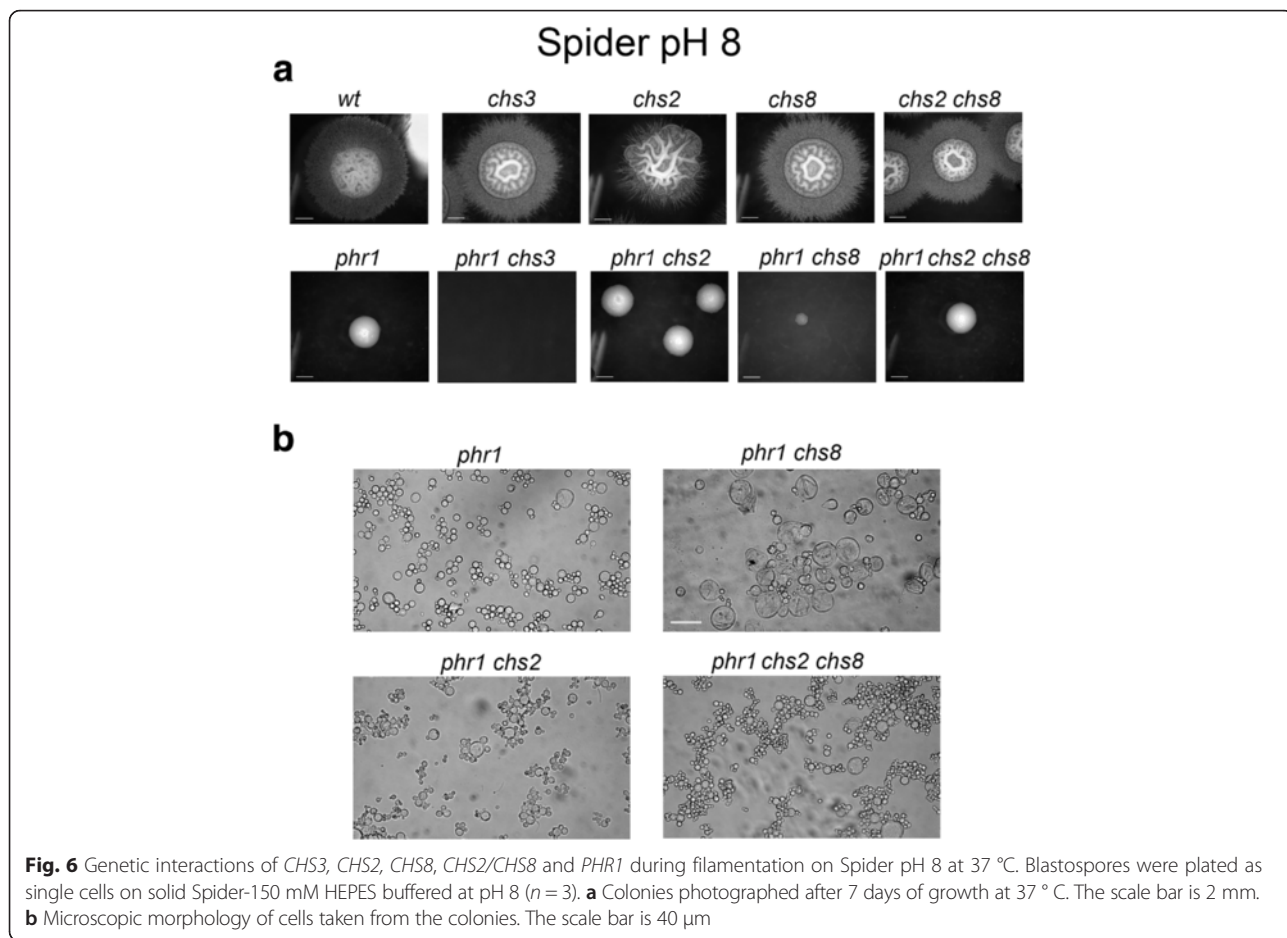 Spider pH 8
a
wt chs3 chs2 chs8 chs2 chs8
phr1 phr1 chs3 phr1 chs2 phr1 chs8 phr1 chs2 chs8
b
phr1 phr1 chs8
phr1 chs2 phr1 chs2 chs8
Fig. 6 Genetic interactions of CHS3, CHS2, CHS8, CHS2/CHS8 and PHR1 during filamentation on Spider pH 8 at 37 °C. Blastospores were plated as
single cells on solid Spider-150 mM HEPES buffered at pH 8 (n = 3). a Colonies photographed after 7 days of growth at 37 ° C. The scale bar is 2 mm.
b Microscopic morphology of cells taken from the colonies. The scale bar is 40 μm